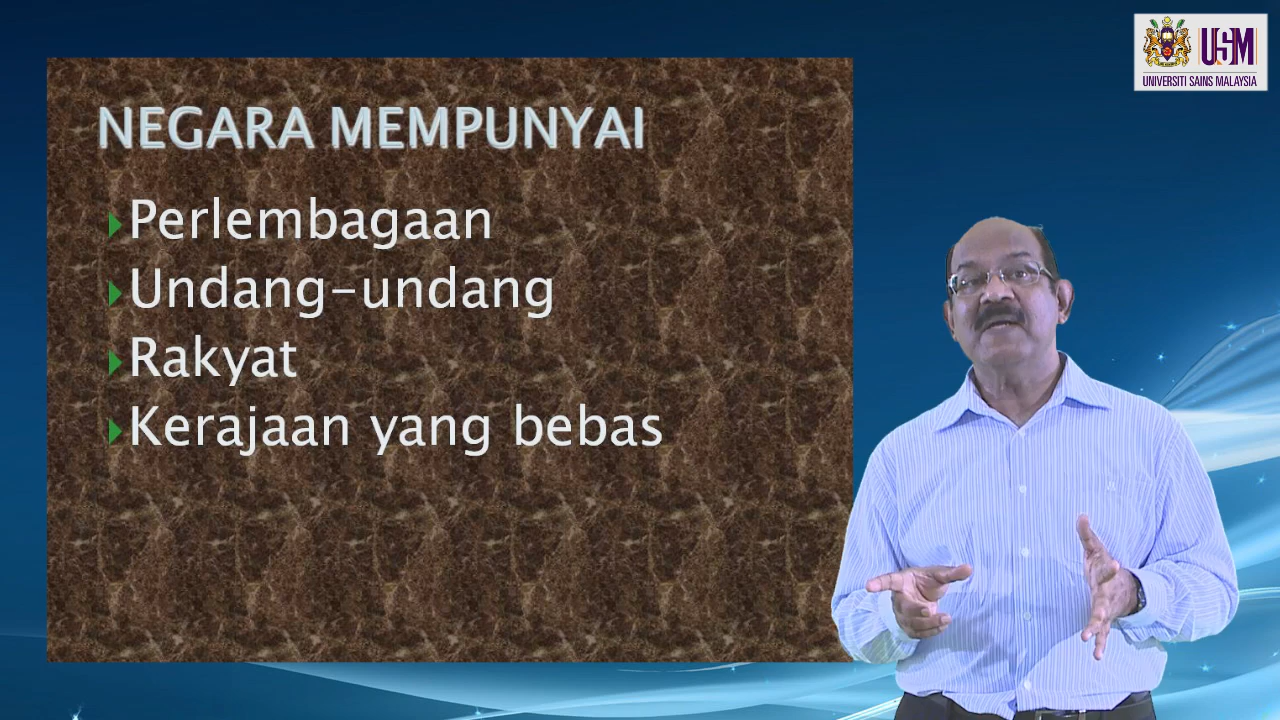 NEGARA MEMPUNYAI
Perlembagaan
Undang-undang
Rakyat
Kerajaan yang bebas
USM
UNIVERSITI SAINS MALAYSIA